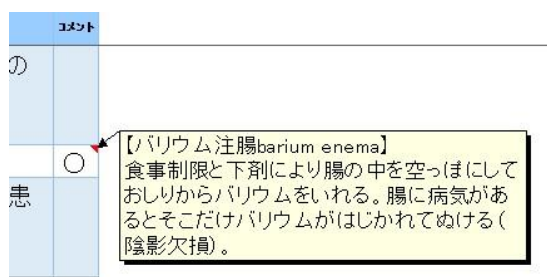 コメント
の
○
患
【バリウム注腸barium enema】
食事制限と下剤により腸の中を空っぽにして
おしりからバリウムをいれる。腸に病気があ
るとそこだけバリウムがはじかれてぬける(
陰影欠損)。